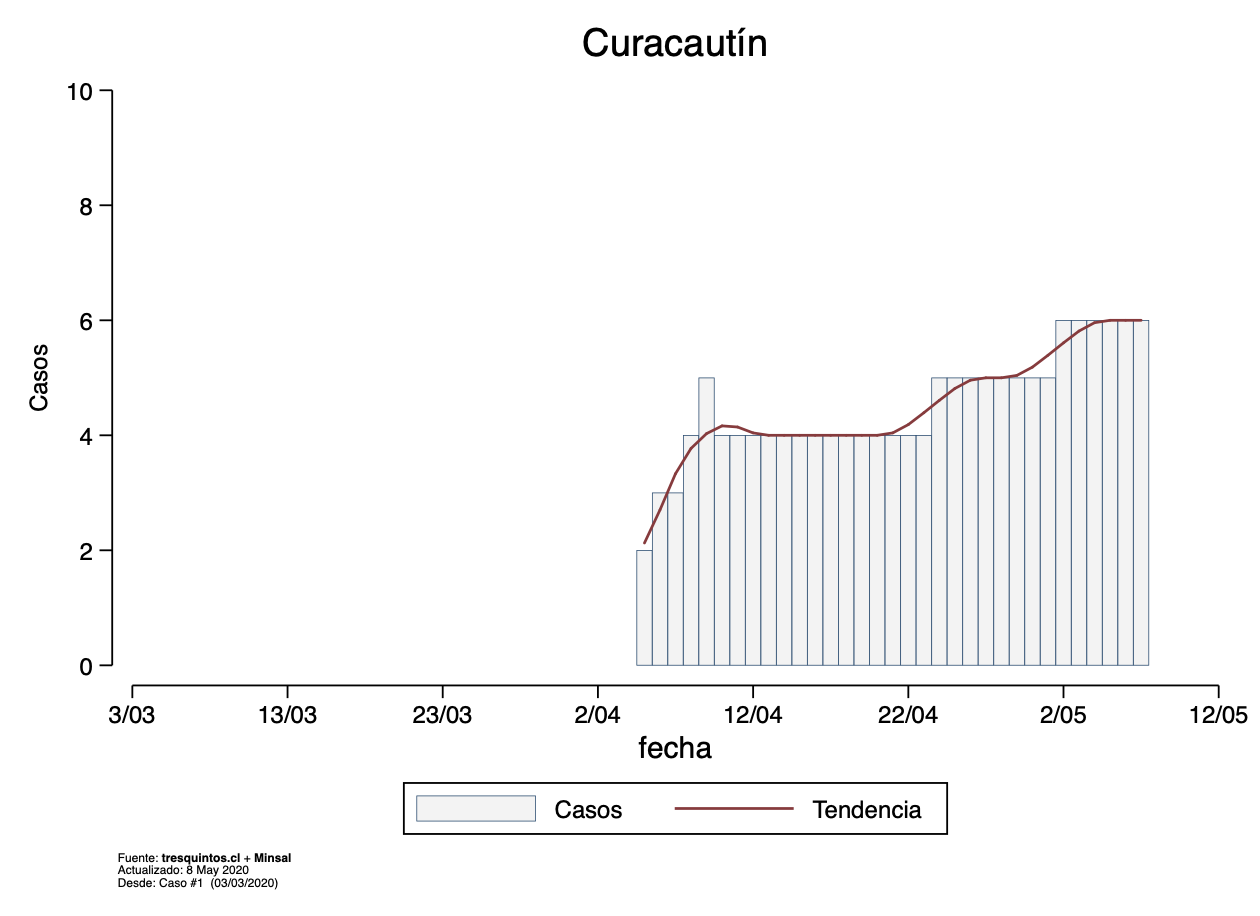 Curacautín
10
8
6
4
2
0
Casos
3/03 13/03 23/03 2/04 12/04 22/04 2/05 12/05
fecha
Casos Tendencia
Fuente: tresquintos.cl + Minsal
Actualizado: 8 May 2020
Desde: Caso #1 (03/03/2020)